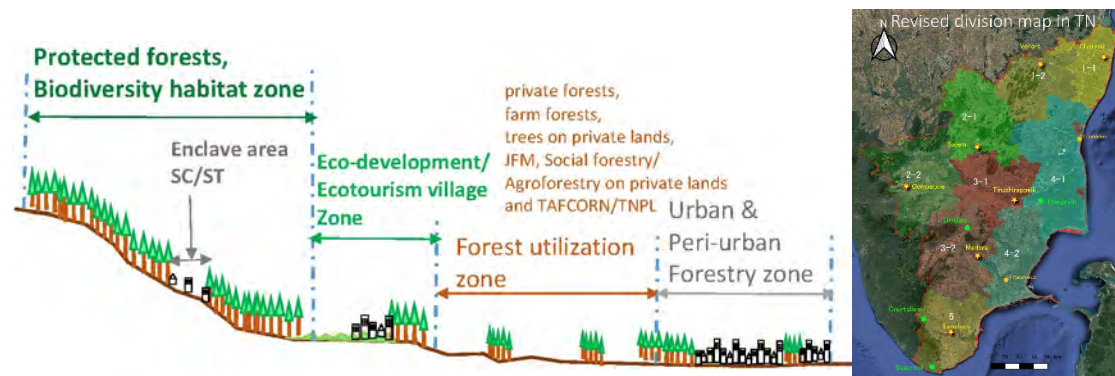 Protected forests,
Biodiversity habitat zone
Enclave area
SC/ST
Eco-development/
Ecotourism village
Zone
private forests,
farm forests,
trees on private lands,
JFM, Social forestry/
Agroforestry on private lands
and TAFCORN/TNPL
Forest utilization
zone
Urban &
Peri-urban
Forestry zone
Revised division map in TN
N
1-1
1-2
2-1
Salem
2-2
3-1
Tiruchirappalli
4-1
3-2
Madurai
4-2
5